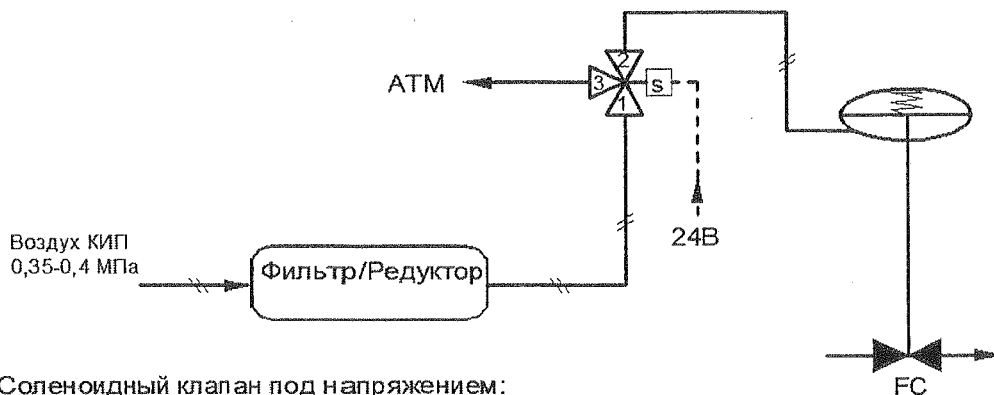 2
АТМ
3
s
1
24В
Воздух КИП
0,35-0,4 МПа
Фильтр/Редуктор
FC
Соленоидный клапан под напряжением: